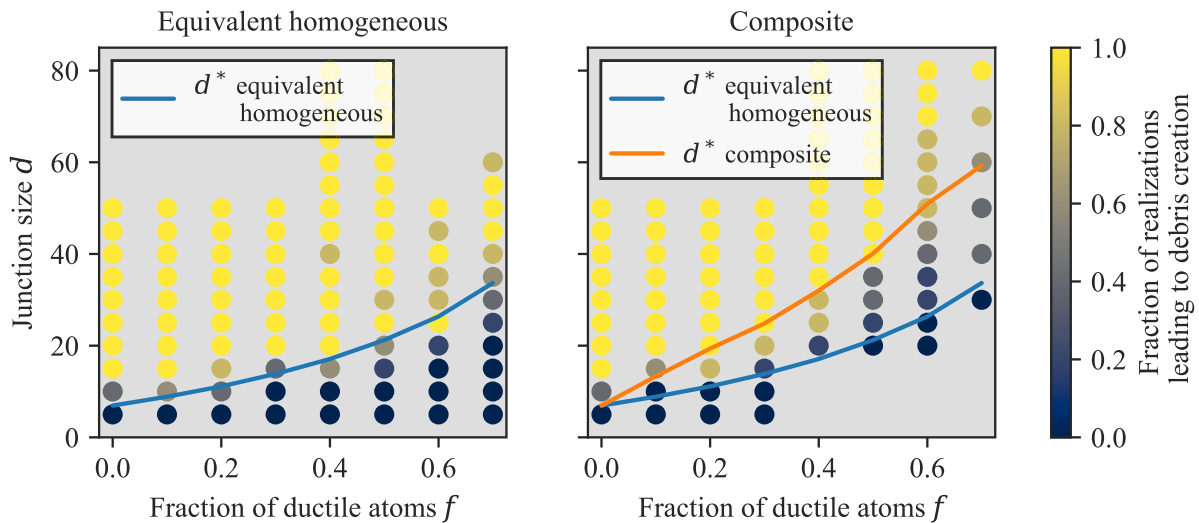 Equivalent homogeneous
Composite
80
60
40
20
0
Junction size d
d* equivalent
homogeneous
0.0
0.2
0.4
0.6
Fraction of ductile atoms f
d* equivalent
homogeneous
d* composite
0.0
0.2
0.4
0.6
Fraction of ductile atoms f
1.0
0.8
0.6
0.4
0.2
0.0
Fraction of realizations
leading to debris creation